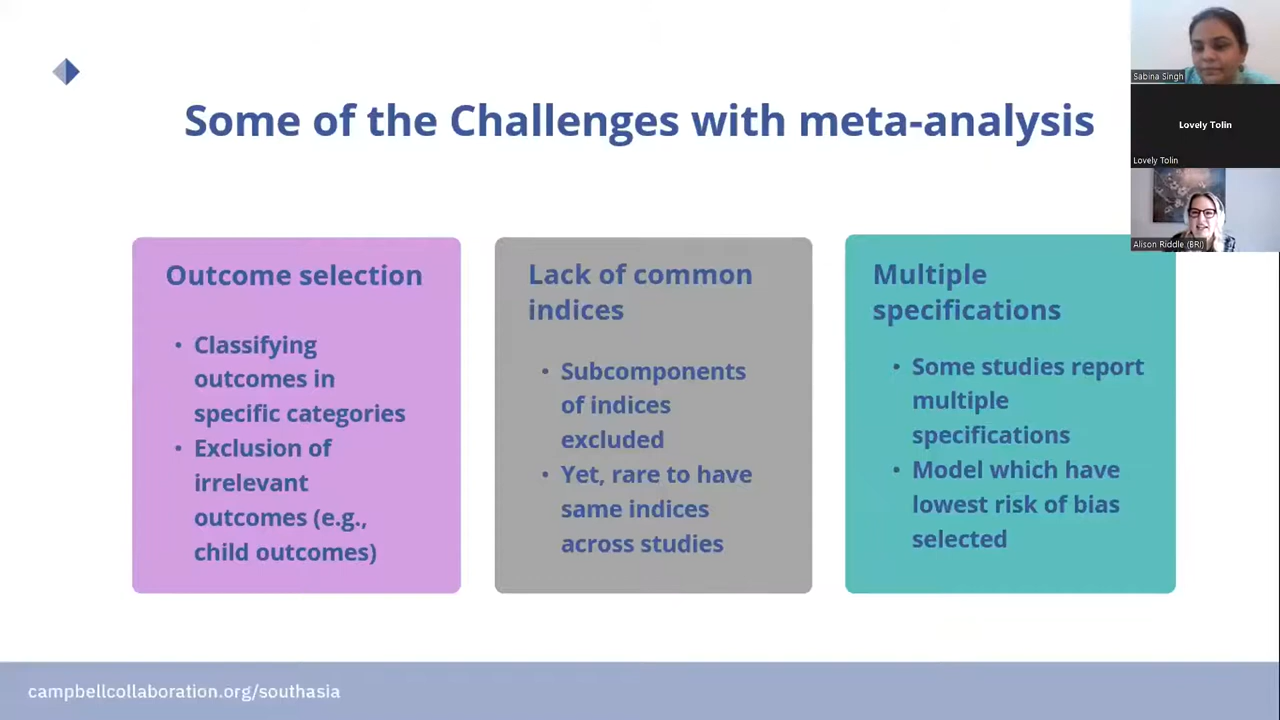 Some of the Challenges with meta-analysis
Outcome selection
• Classifying
outcomes in
specific categories
• Exclusion of
irrelevant
outcomes (e.g.,
child outcomes)
Lack of common
indices
• Subcomponents
of indices
excluded
• Yet, rare to have
same indices
across studies
Multiple
specifications
• Some studies report
multiple
specifications
• Model which have
lowest risk of bias
selected
campbellcollaboration.org/southasia
Sabina Singh
Lovely Tolin
Lovely Tolin
Alison Riddle (BRI)